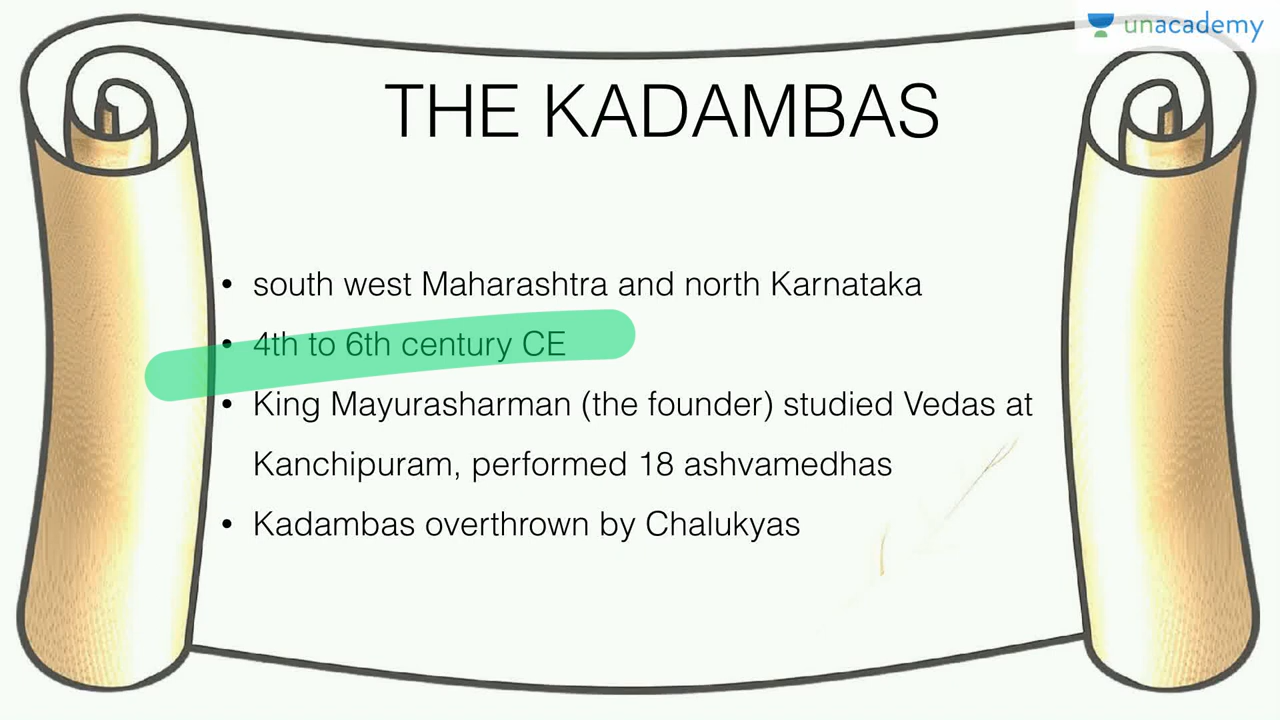 unacademy
THE KADAMBAS
• south west Maharashtra and north Karnataka
• 4th to 6th century CE
• King Mayurasharman (the founder) studied Vedas at
Kanchipuram, performed 18 ashvamedhas
• Kadambas overthrown by Chalukyas